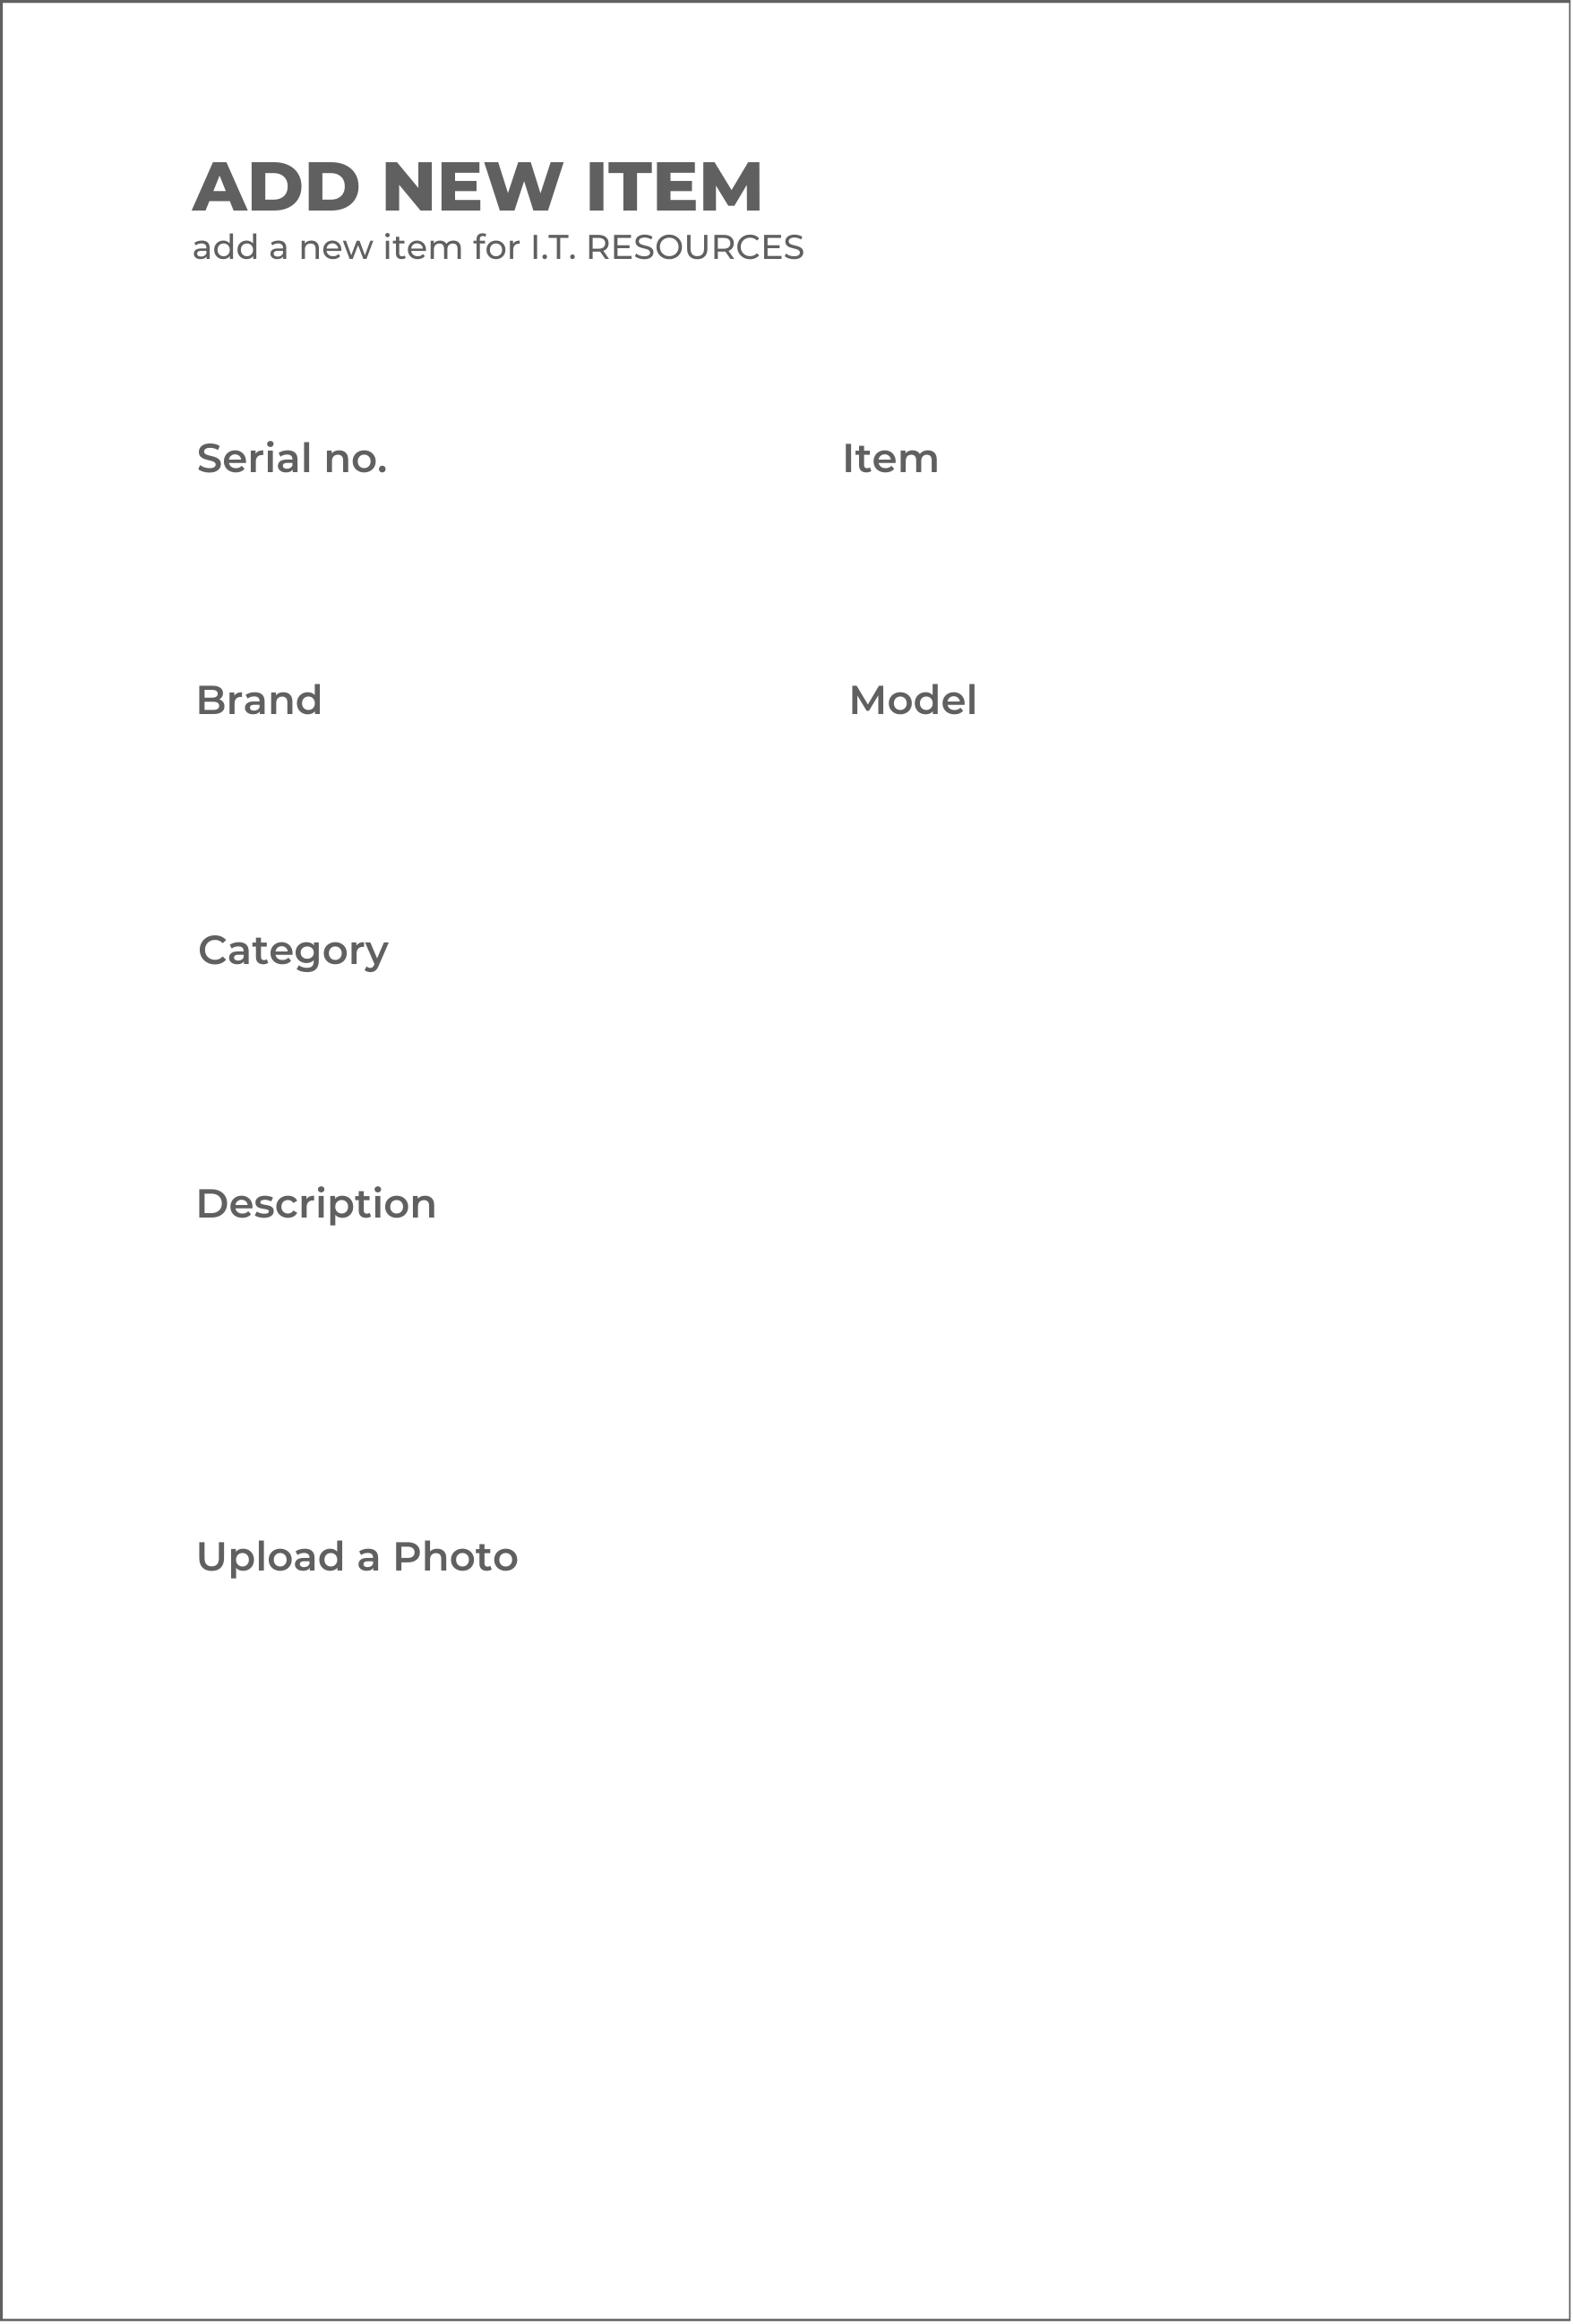 ADD NEW ITEM
add a new item for I.T. RESOURCES
Serial no.
Item
Brand
Model
Category
Description
Upload a Photo